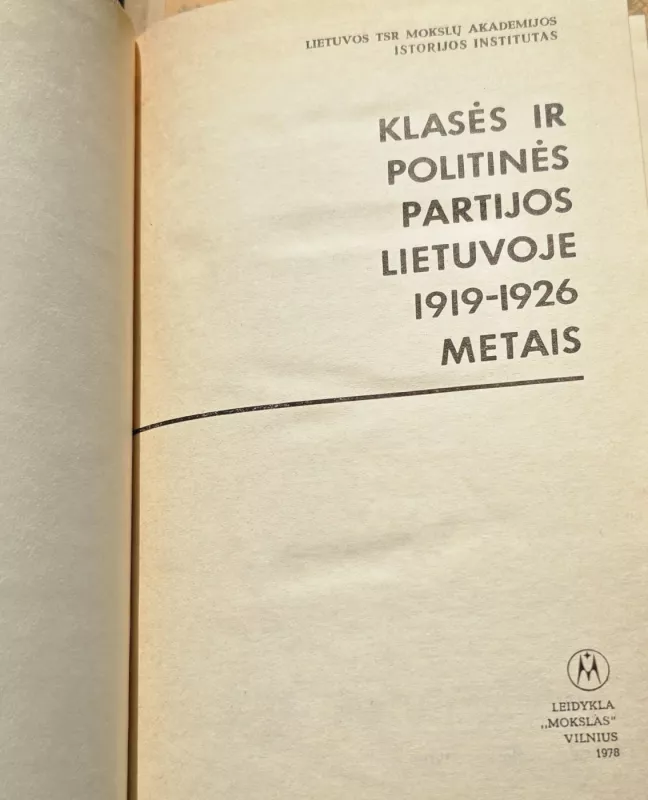 LIETUVOS TSR MOKSLŲ AKADEMIJOS
ISTORIJOS INSTITUTAS
KLASĖS IR
POLITINĖS
PARTIJOS
LIETUVOJE
1919-1926
METAIS
M
LEIDYKLA
„MOKSLAS“
VILNIUS
1978